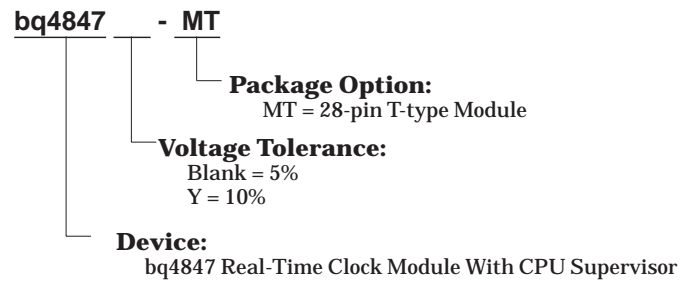 bq4847 - MT
Package Option:
MT = 28-pin T-type Module
Voltage Tolerance:
Blank = 5%
Y = 10%
Device:
bq4847 Real-Time Clock Module With CPU Supervisor